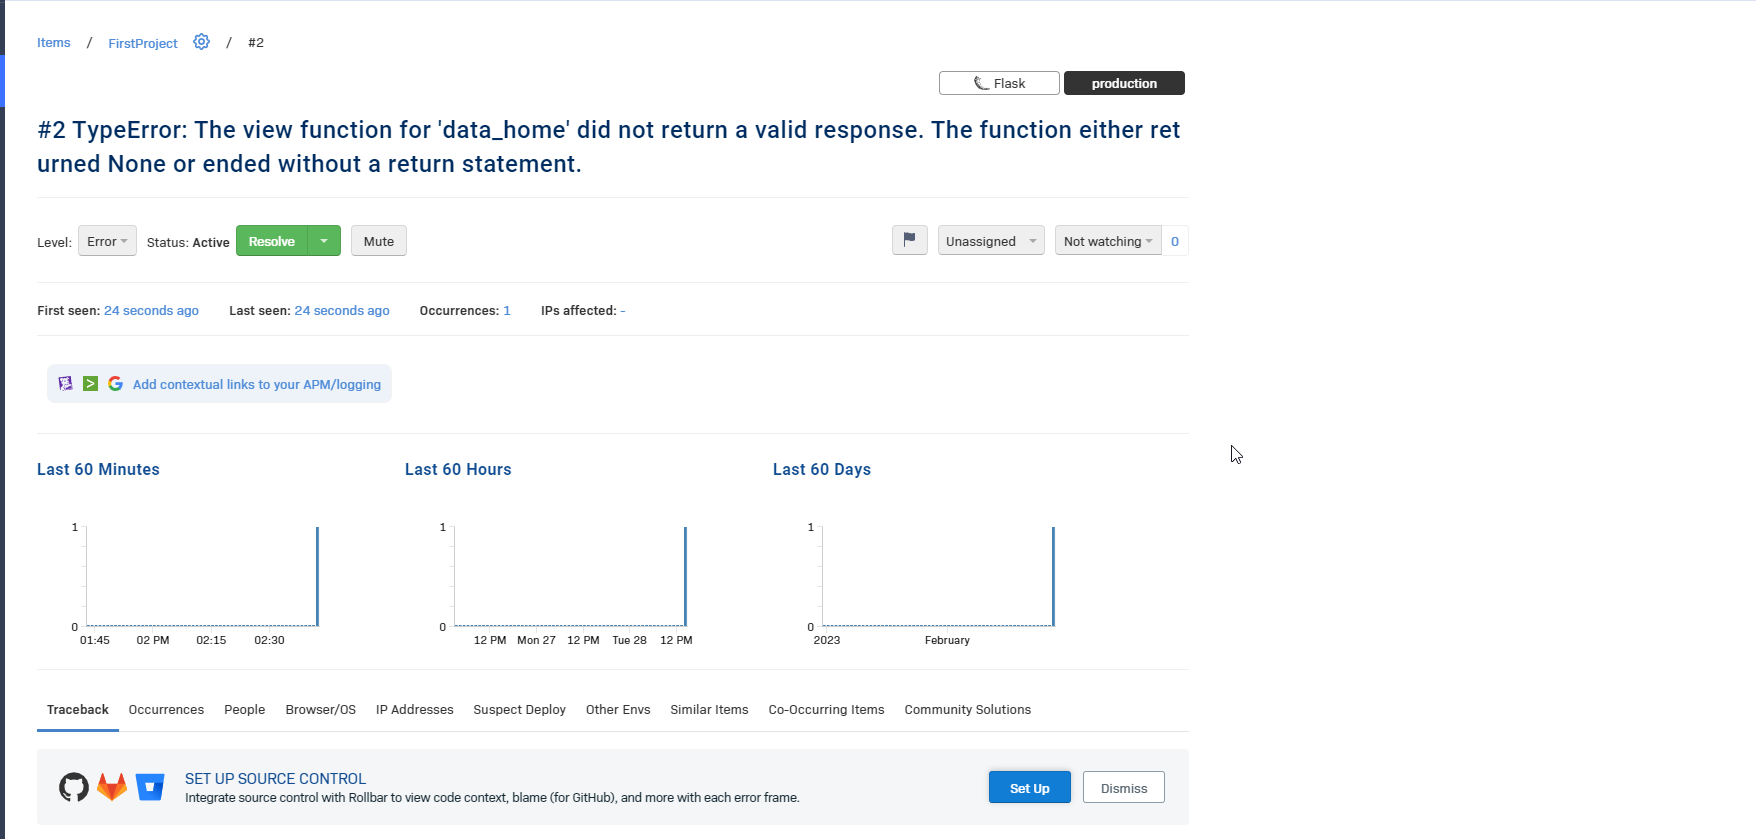 Items / FirstProject / #2
Flask production
#2 TypeError: The view function for 'data_home' did not return a valid response. The function either ret
urned None or ended without a return statement.
Level: Error Status: Active Resolve Mute Unassigned Not watching 0
First seen: 24 seconds ago Last seen: 24 seconds ago Occurrences: 1 IPs affected: -
Add contextual links to your APM/logging
Last 60 Minutes Last 60 Hours Last 60 Days
1 1 1
0 0 0
01:45 02 PM 02:15 02:30 12 PM Mon 27 12 PM Tue 28 12 PM 2023 February
Traceback Occurrences People Browser/OS IP Addresses Suspect Deploy Other Envs Similar Items Co-Occurring Items Community Solutions
SET UP SOURCE CONTROL
Integrate source control with Rollbar to view code context, blame (for GitHub), and more with each error frame.
Set Up Dismiss